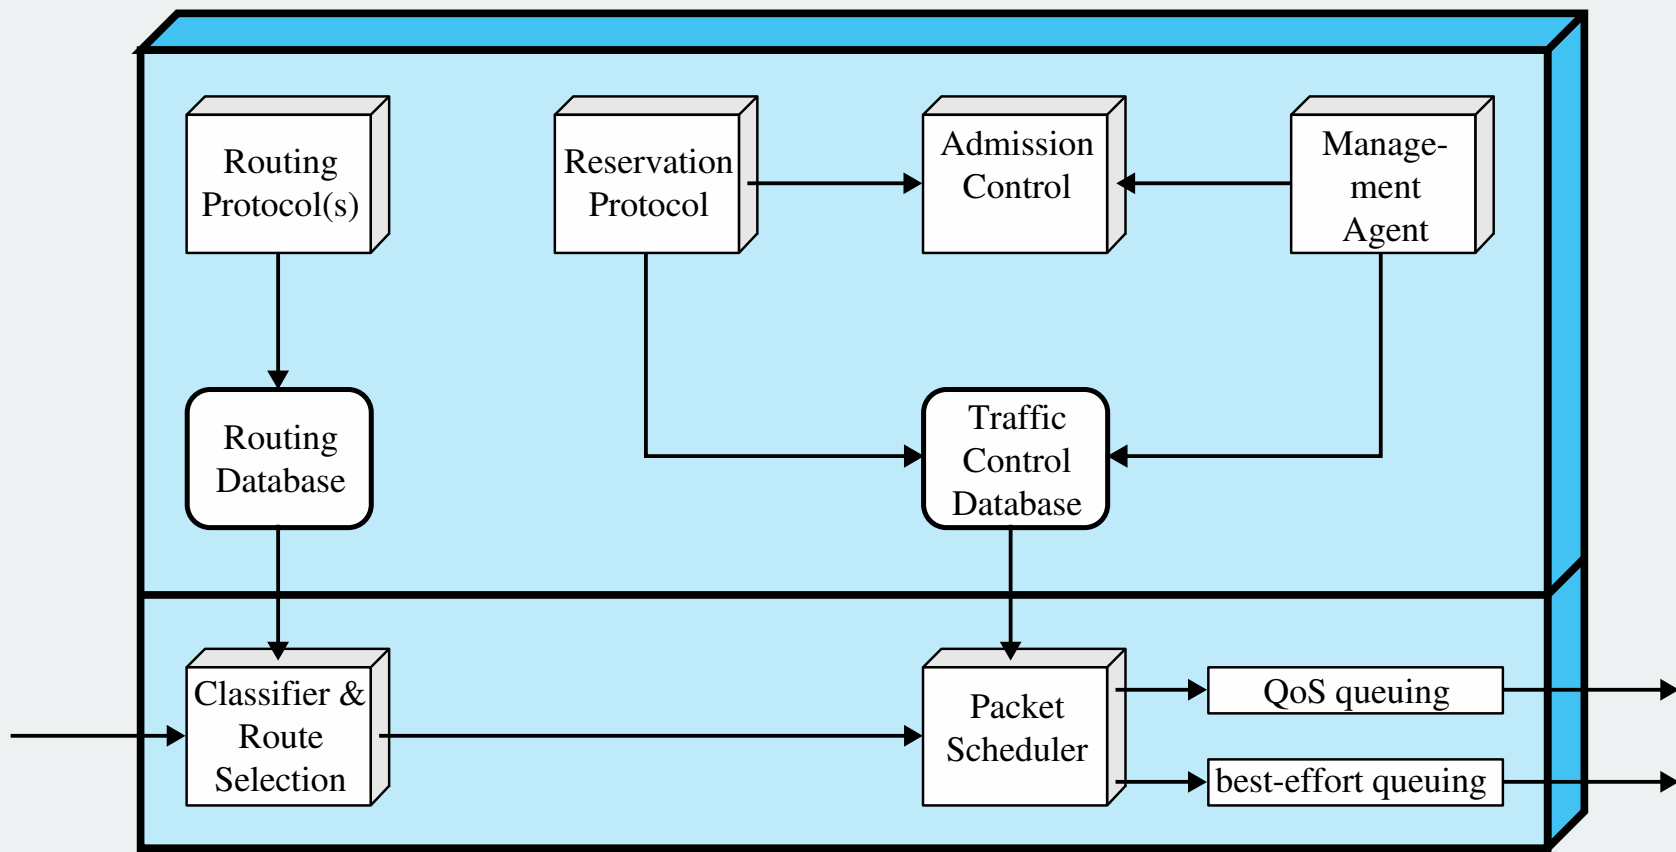 Routing
Protocol(s)
Reservation
Protocol
Admission
Control
Manage-
ment
Agent
Routing
Database
Traffic
Control
Database
Classifier &
Route
Selection
Packet
Scheduler
QoS queuing
best-effort queuing